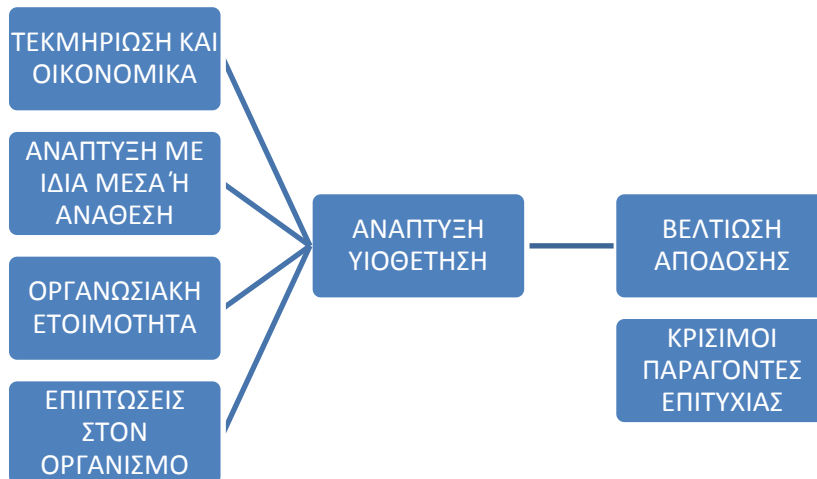 ΤΕΚΜΗΡΙΩΣΗ ΚΑΙ
ΟΙΚΟΝΟΜΙΚΑ
ΑΝΑΠΤΥΞΗ ΜΕ
ΙΔΙΑ ΜΕΣΑ Ή
ΑΝΑΘΕΣΗ
ΟΡΓΑΝΩΣΙΑΚΗ
ΕΤΟΙΜΟΤΗΤΑ
ΕΠΙΠΤΩΣΕΙΣ
ΣΤΟΝ
ΟΡΓΑΝΙΣΜΟ
ΑΝΑΠΤΥΞΗ
ΥΙΟΘΕΤΗΣΗ
ΒΕΛΤΙΩΣΗ
ΑΠΟΔΟΣΗΣ
ΚΡΙΣΙΜΟΙ
ΠΑΡΑΓΟΝΤΕΣ
ΕΠΙΤΥΧΙΑΣ